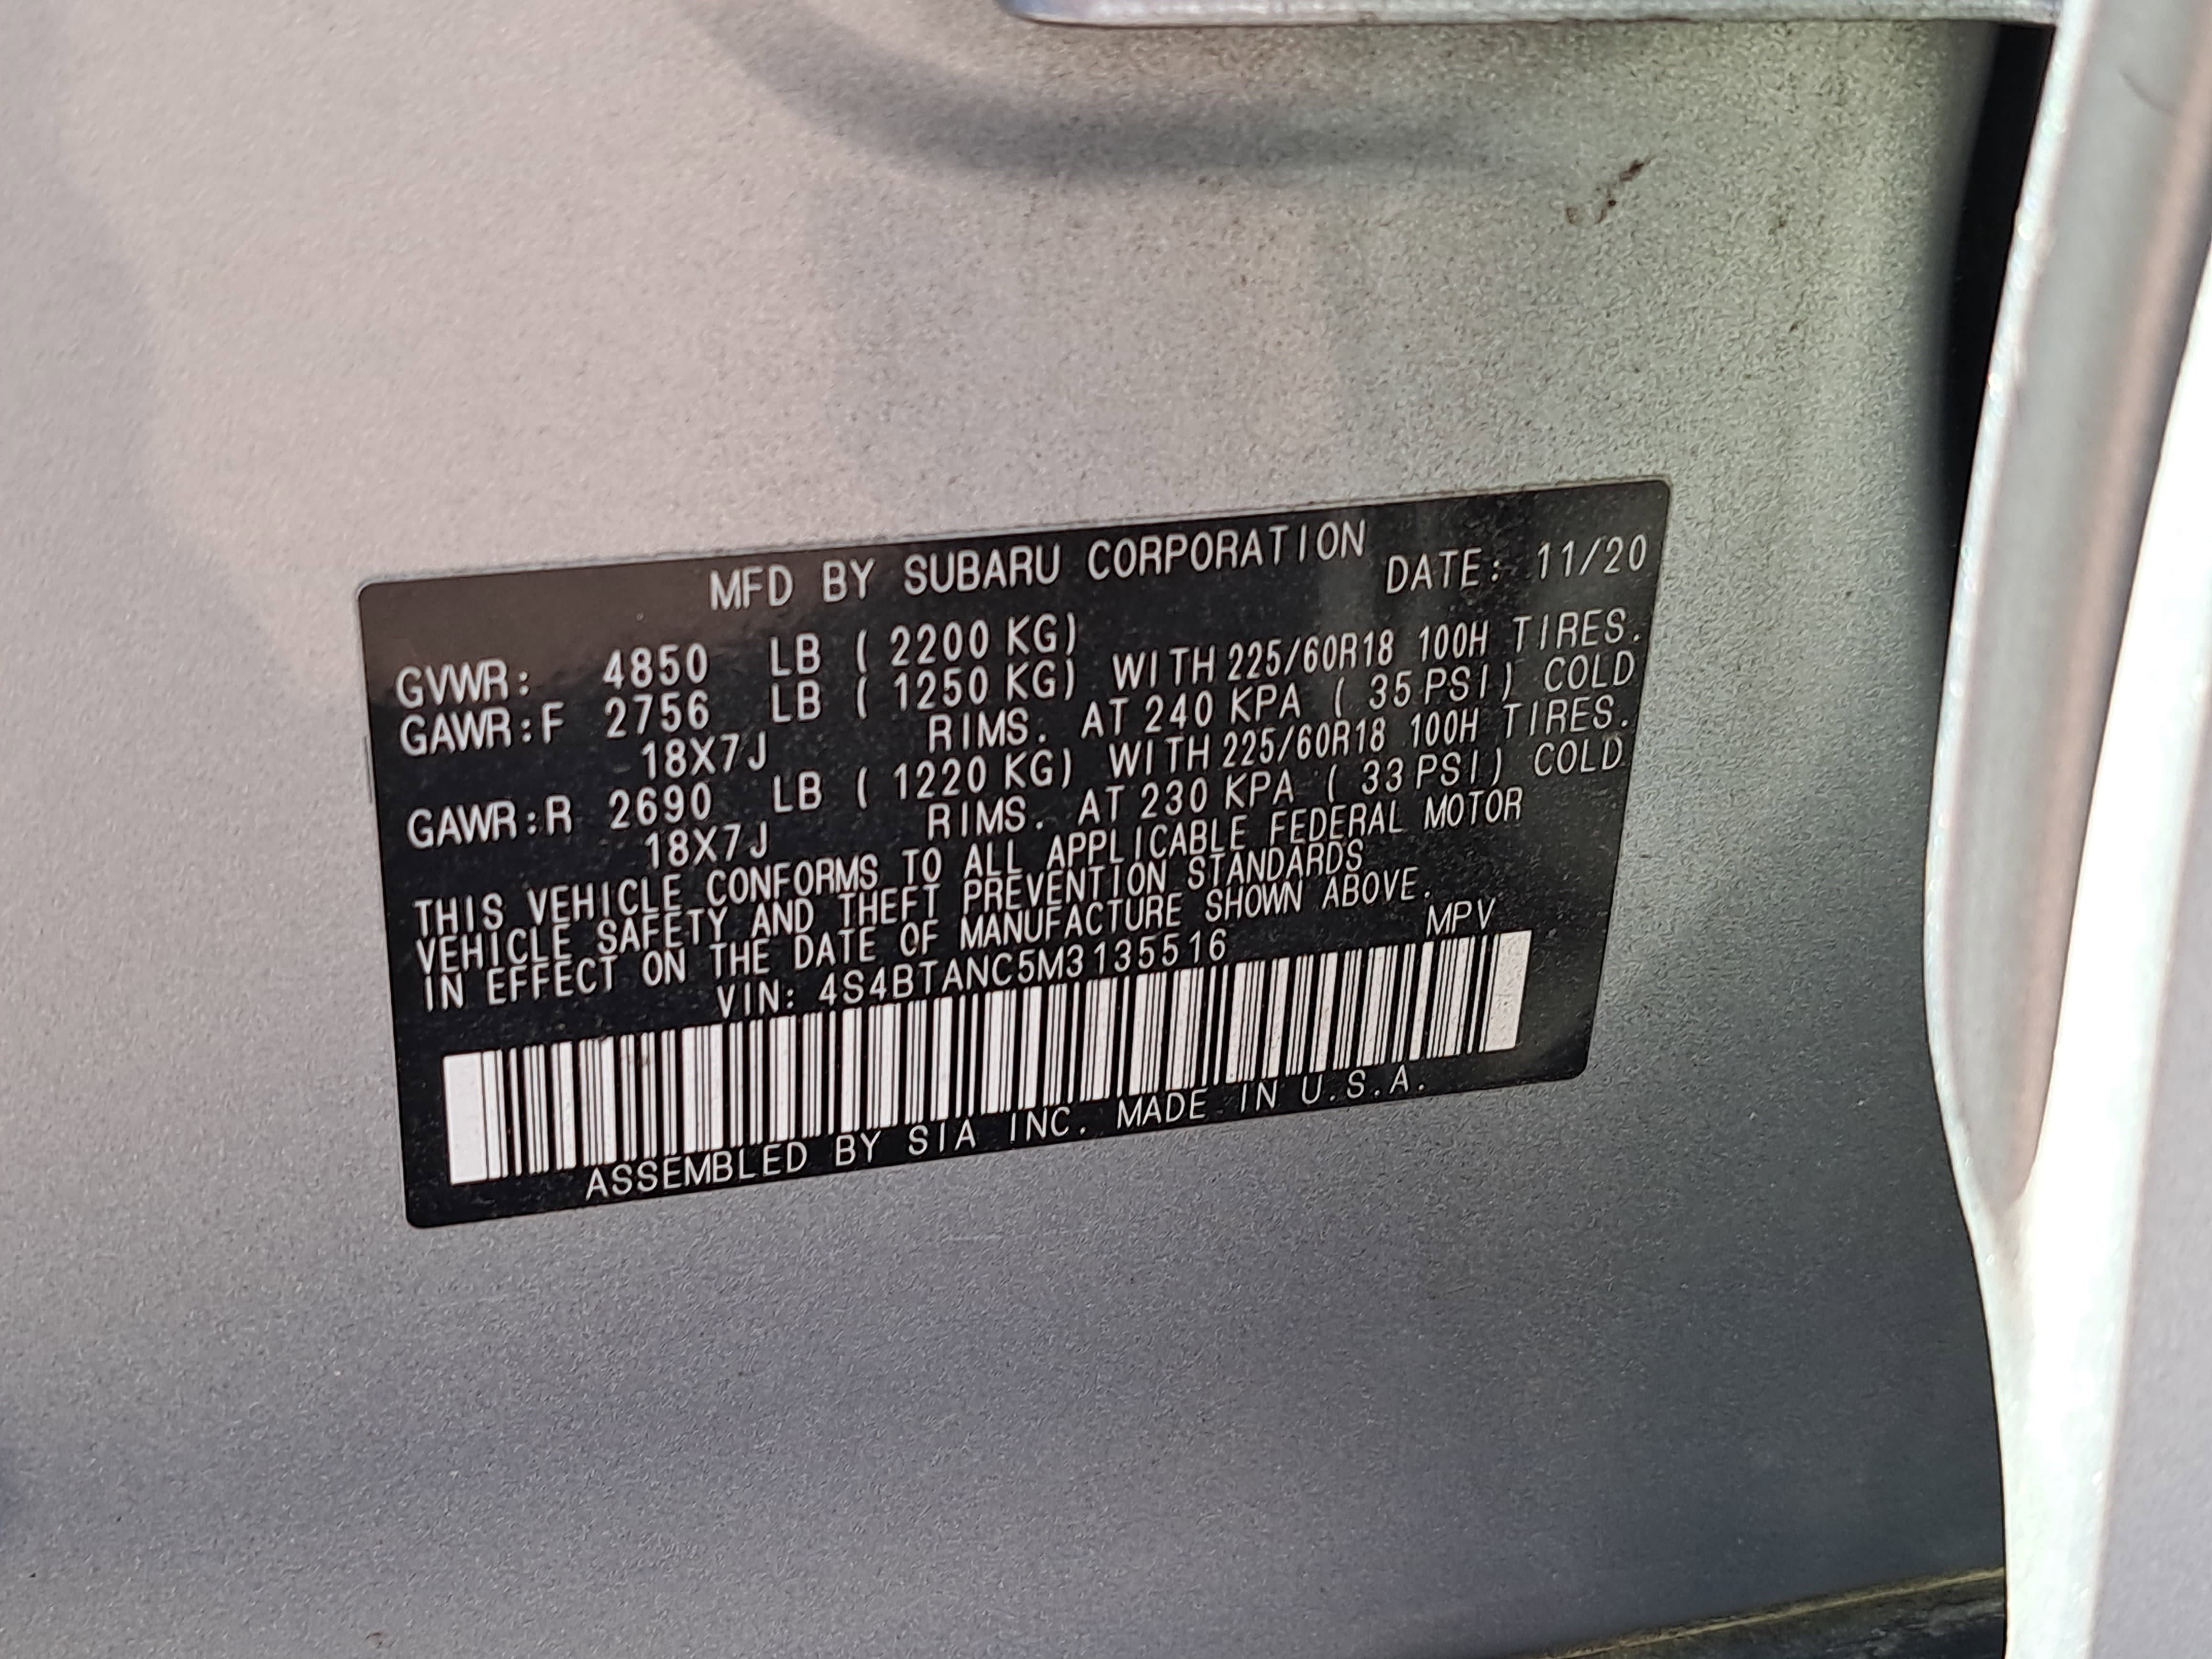 MFD BY SUBARU CORPORATION
DATE: 11/20
GVWR: 4850 LB ( 2200 KG)
GAWR:F 2756 LB ( 1250 KG) WITH 225/60R18 100H TIRES.
18X7J RIMS. AT 240 KPA ( 35 PSI) COLD
GAWR:R 2690 LB ( 1220 KG) WITH 225/60R18 100H TIRES.
18X7J RIMS. AT 230 KPA ( 33 PSI) COLD
THIS VEHICLE CONFORMS TO ALL APPLICABLE FEDERAL MOTOR
VEHICLE SAFETY AND THEFT PREVENTION STANDARDS
IN EFFECT ON THE DATE OF MANUFACTURE SHOWN ABOVE.
VIN: 4S4BTANC5M3135516 MPV
ASSEMBLED BY SIA INC. MADE IN U.S.A.